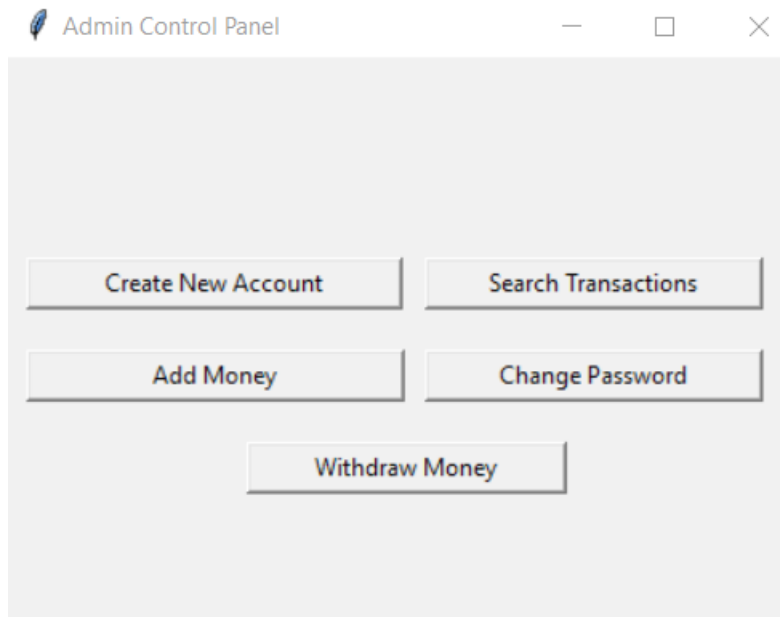 Admin Control Panel
Create New Account
Search Transactions
Add Money
Change Password
Withdraw Money